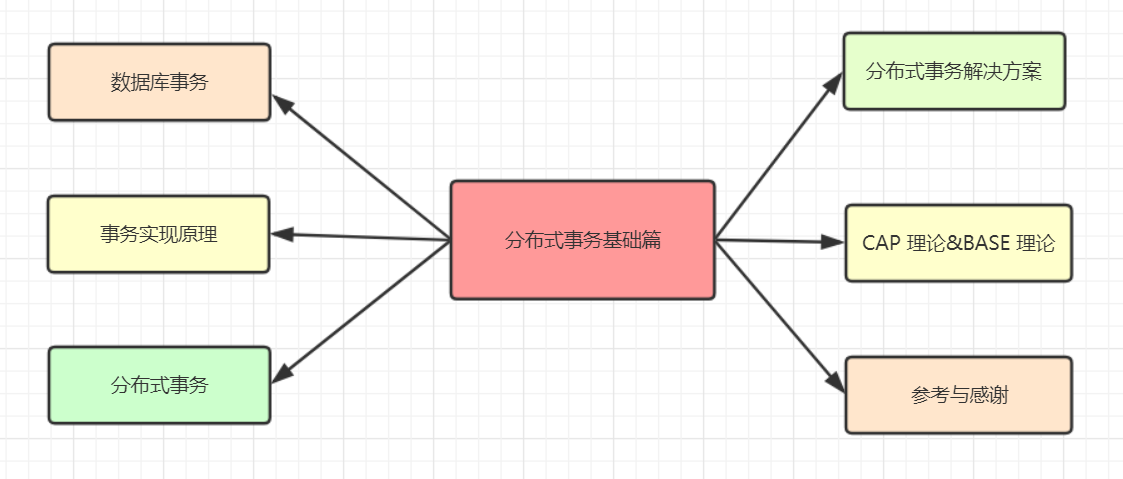 数据库事务
事务实现原理
分布式事务
分布式事务基础篇
分布式事务解决方案
CAP 理论&BASE 理论
参考与感谢